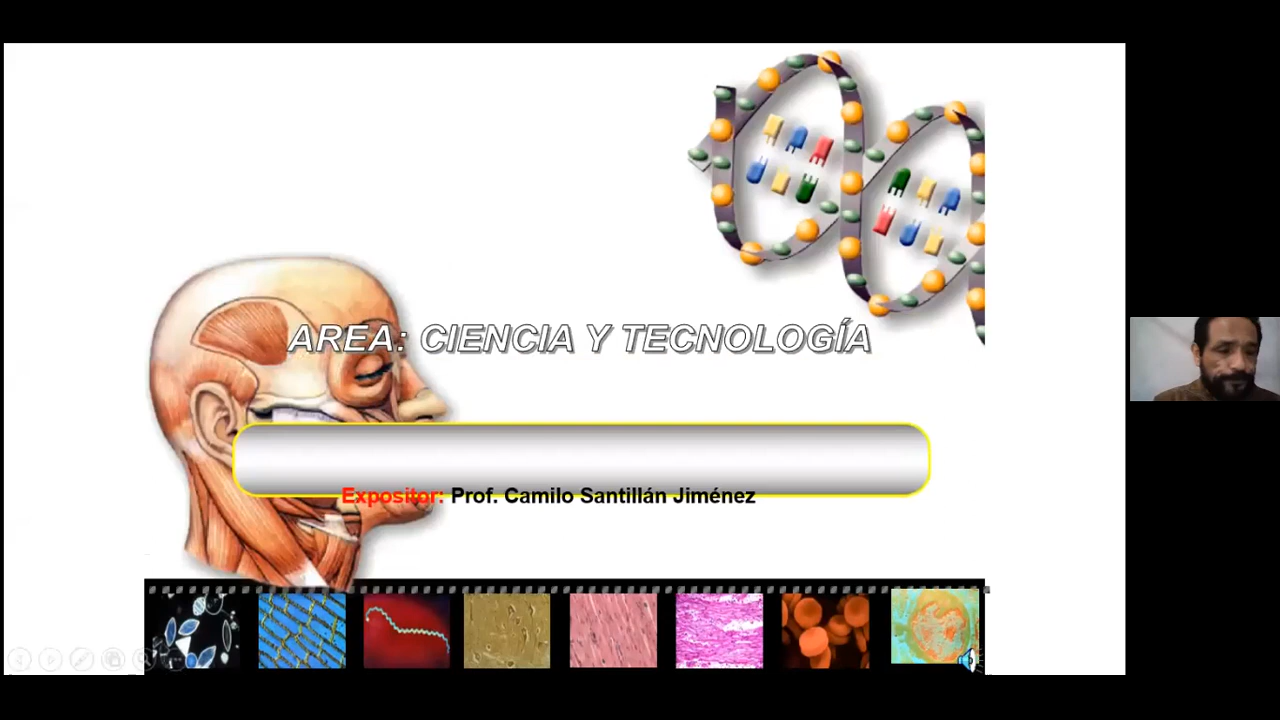 AREA: CIENCIA Y TECNOLOGÍA
Expositor: Prof. Camilo Santillán Jiménez